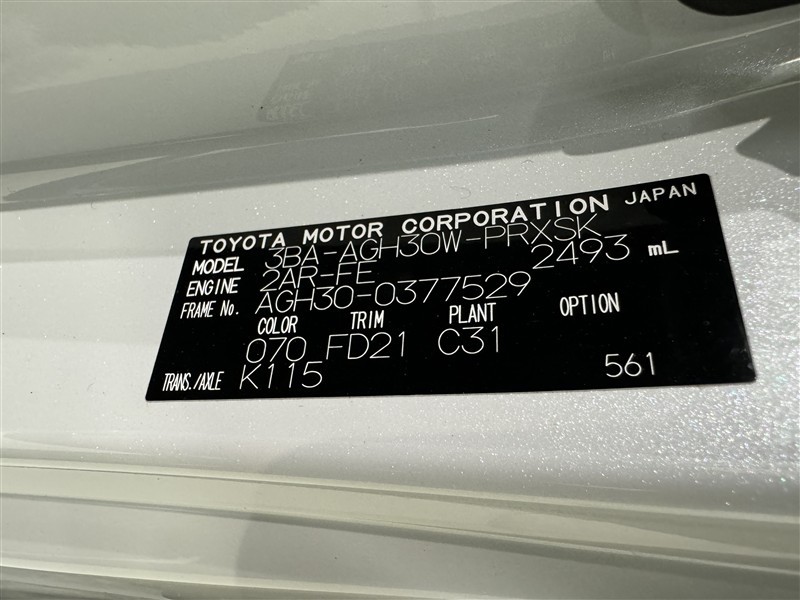 TOYOTA MOTOR CORPORATION JAPAN
MODEL 3BA-AGH30W-PRXSK
ENGINE 2AR-FE 2493 mL
FRAME No. AGH30-0377529
COLOR TRIM PLANT OPTION
070 FD21 C31
TRANS./AXLE K115 561